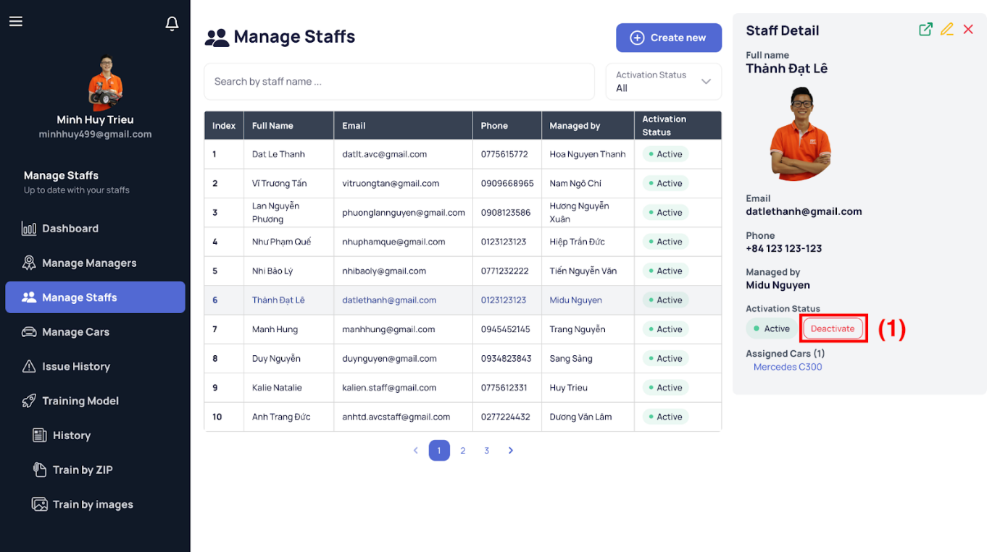 Minh Huy Trieu
minhhuy499@gmail.com
Manage Staffs
Up to date with your staffs
Dashboard
Manage Managers
Manage Staffs
Manage Cars
Issue History
Training Model
History
Train by ZIP
Train by images
Manage Staffs
Create new
Search by staff name ...
Activation Status
All
Index Full Name Email Phone Managed by Activation Status
1 Dat Le Thanh datlt.avc@gmail.com 0775615772 Hoa Nguyen Thanh Active
2 Vĩ Trương Tấn vitruongtan@gmail.com 0909668965 Nam Ngô Chí Active
3 Lan Nguyễn Phương phuonglannguyen@gmail.com 0908123586 Hương Nguyễn Xuân Active
4 Như Phạm Quế nhuphamque@gmail.com 0123123123 Hiệp Trần Đức Active
5 Nhi Bảo Lý nhibaoly@gmail.com 0771232222 Tiến Nguyễn Văn Active
6 Thành Đạt Lê datlethanh@gmail.com 0123123123 Midu Nguyen Active
7 Manh Hung manhhung@gmail.com 0945452145 Trang Nguyễn Active
8 Duy Nguyễn duynguyen@gmail.com 0934823843 Sang Sảng Active
9 Kalie Natalie kalien.staff@gmail.com 0775612331 Huy Trieu Active
10 Anh Trang Đức anhtd.avcstaff@gmail.com 0277224432 Dương Văn Lâm Active
1 2 3
Staff Detail
Full name
Thành Đạt Lê
Email
datlethanh@gmail.com
Phone
+84 123 123-123
Managed by
Midu Nguyen
Activation Status
Active Deactivate (1)
Assigned Cars (1)
Mercedes C300